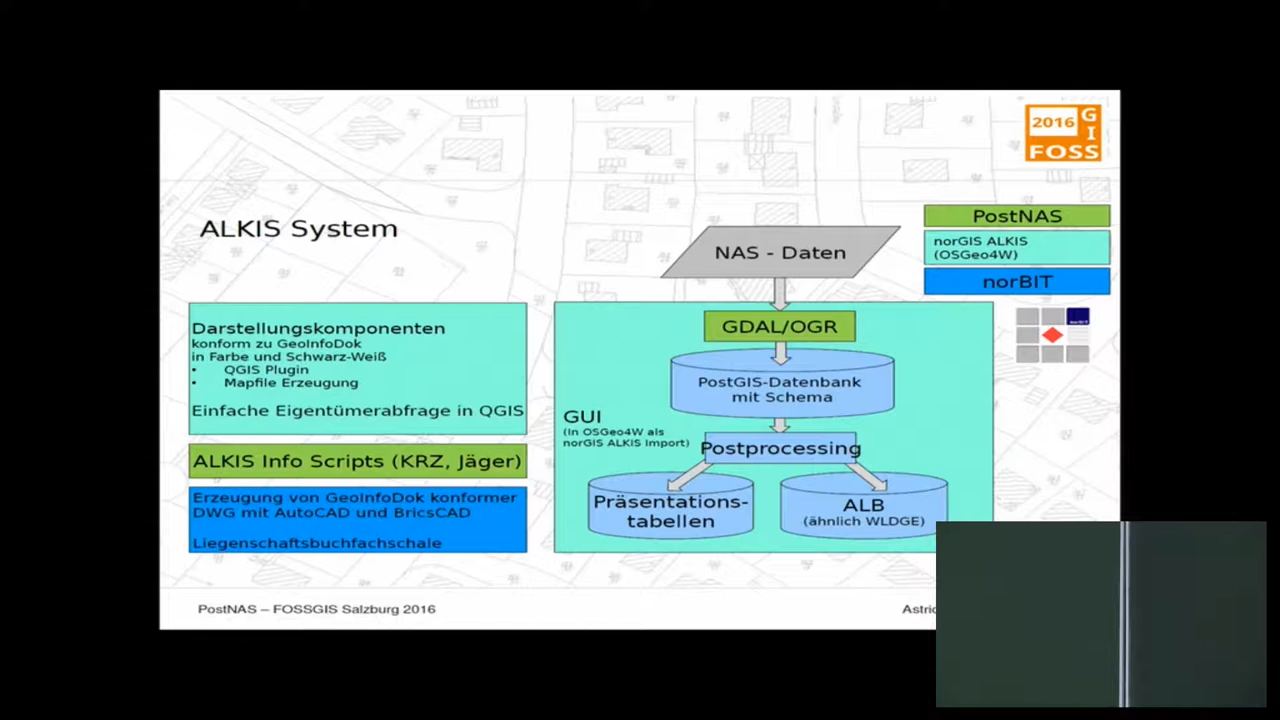 2016
G
I
FOSS
ALKIS System
PostNAS
norGIS ALKIS
(OSGeo4W)
norBIT
NAS - Daten
GDAL/OGR
PostGIS-Datenbank
mit Schema
GUI
(In OSGeo4W als
norGIS ALKIS Import)
Postprocessing
Präsentations-
tabellen
ALB
(ähnlich WLDGE)
Darstellungskomponenten
konform zu GeoInfoDok
in Farbe und Schwarz-Weiß
• QGIS Plugin
• Mapfile Erzeugung
Einfache Eigentümerabfrage in QGIS
ALKIS Info Scripts (KRZ, Jäger)
Erzeugung von GeoInfoDok konformer
DWG mit AutoCAD und BricsCAD
Liegenschaftsbuchfachschale
PostNAS – FOSSGIS Salzburg 2016